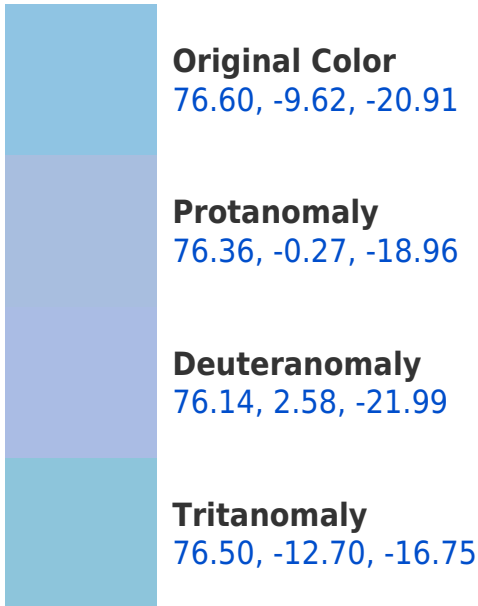 Original Color
76.60, -9.62, -20.91
Protanomaly
76.36, -0.27, -18.96
Deuteranomaly
76.14, 2.58, -21.99
Tritanomaly
76.50, -12.70, -16.75